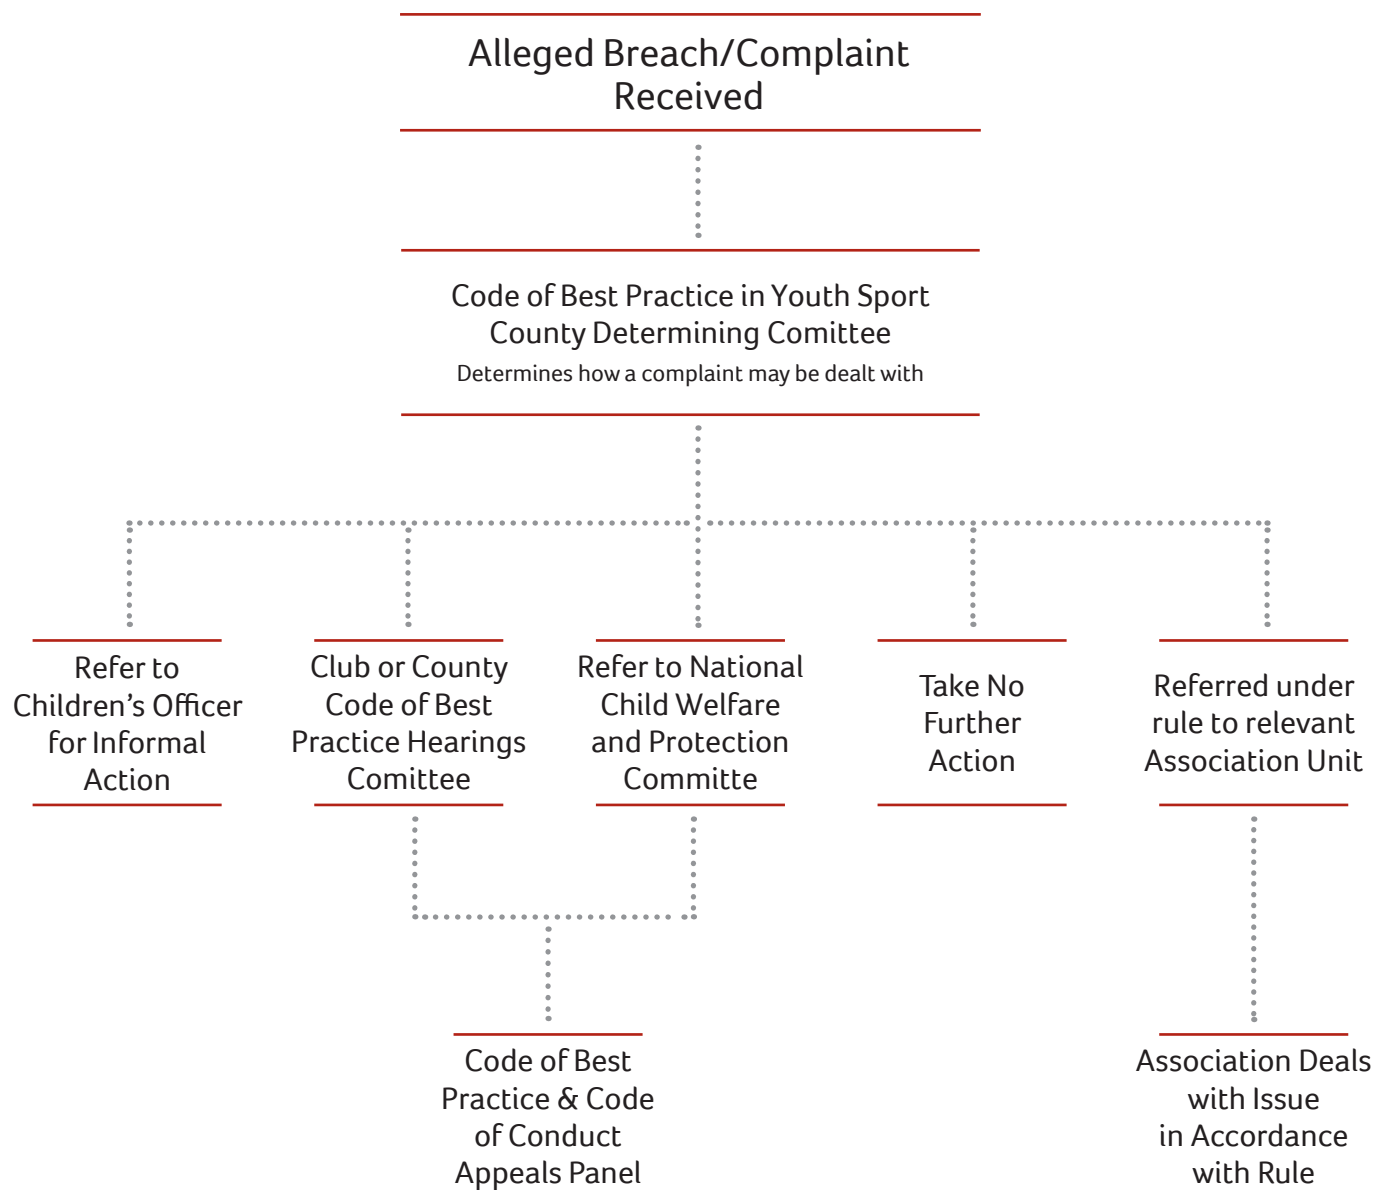 Alleged Breach/Complaint
Received
Code of Best Practice in Youth Sport
County Determining Comittee
Determines how a complaint may be dealt with
Refer to
Children's Officer
for Informal
Action
Club or County
Code of Best
Practice Hearings
Comittee
Refer to National
Child Welfare
and Protection
Committe
Take No
Further
Action
Referred under
rule to relevant
Association Unit
Code of Best
Practice & Code
of Conduct
Appeals Panel
Association Deals
with Issue
in Accordance
with Rule